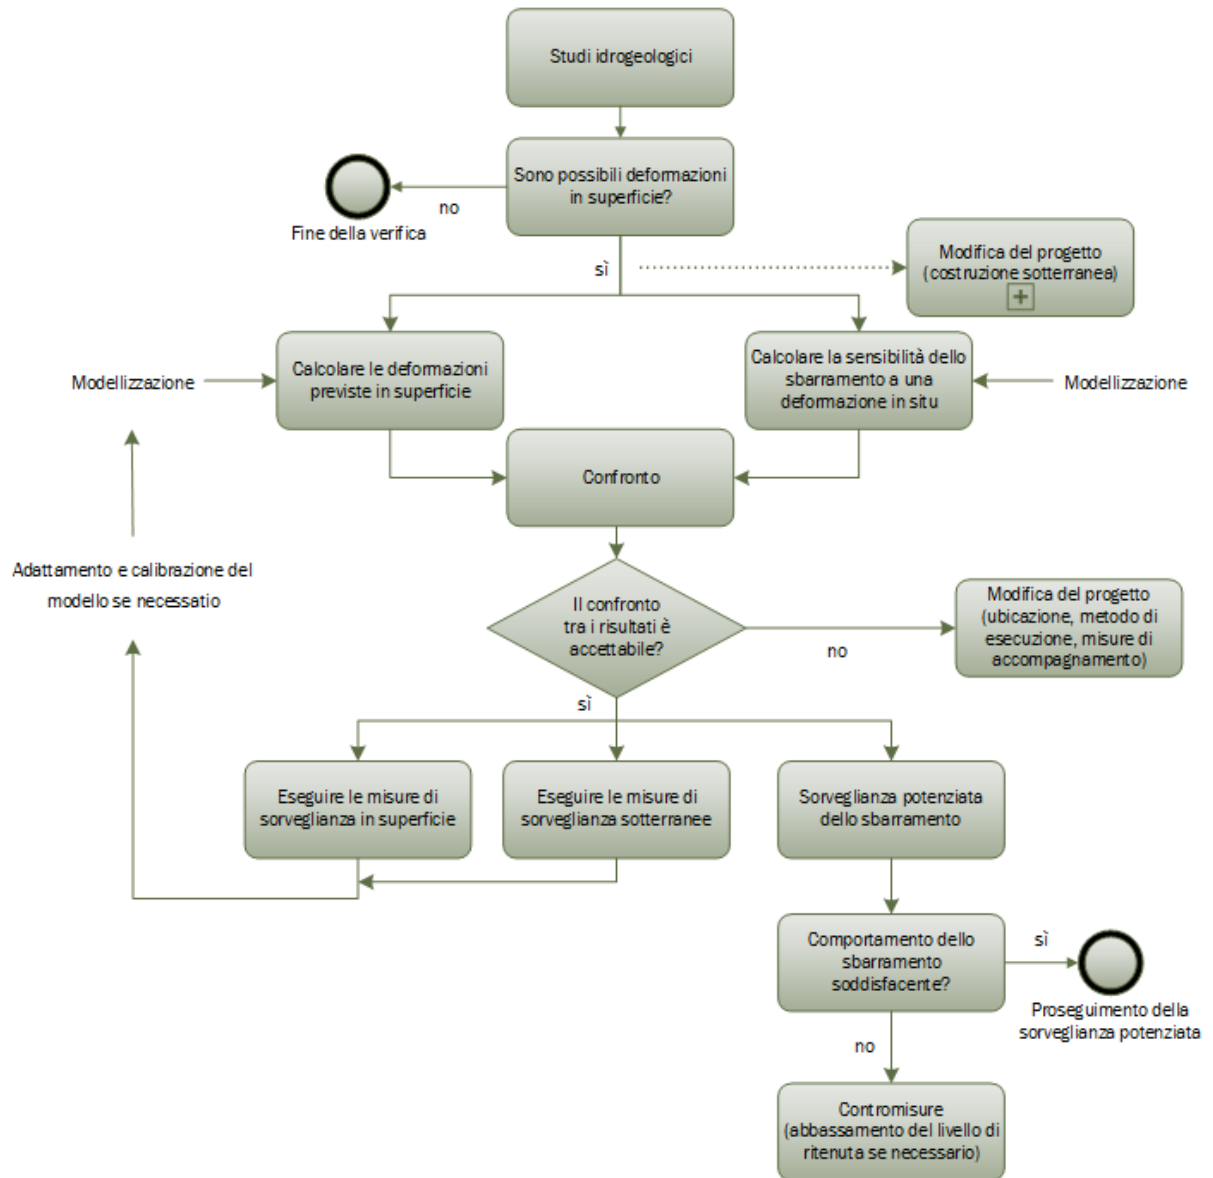 Studi idrogeologici
Sono possibili deformazioni
in superficie?
no
Fine della verifica
sì
Modifica del progetto
(costruzione sotterranea)
+
Modellizzazione
Calcolare le deformazioni
previste in superficie
Calcolare la sensibilità dello
sbarramento a una
deformazione in situ
Modellizzazione
Confronto
Adattamento e calibrazione del
modello se necessatio
Il confronto
tra i risultati è
accettabile?
no
Modifica del progetto
(ubicazione, metodo di
esecuzione, misure di
accompagnamento)
sì
Eseguire le misure di
sorveglianza in superficie
Eseguire le misure di
sorveglianza sotterranee
Sorveglianza potenziata
dello sbarramento
Comportamento dello
sbarramento
soddisfacente?
sì
Proseguimento della
sorveglianza potenziata
no
Contromisure
(abbassamento del livello di
ritenuta se necessario)